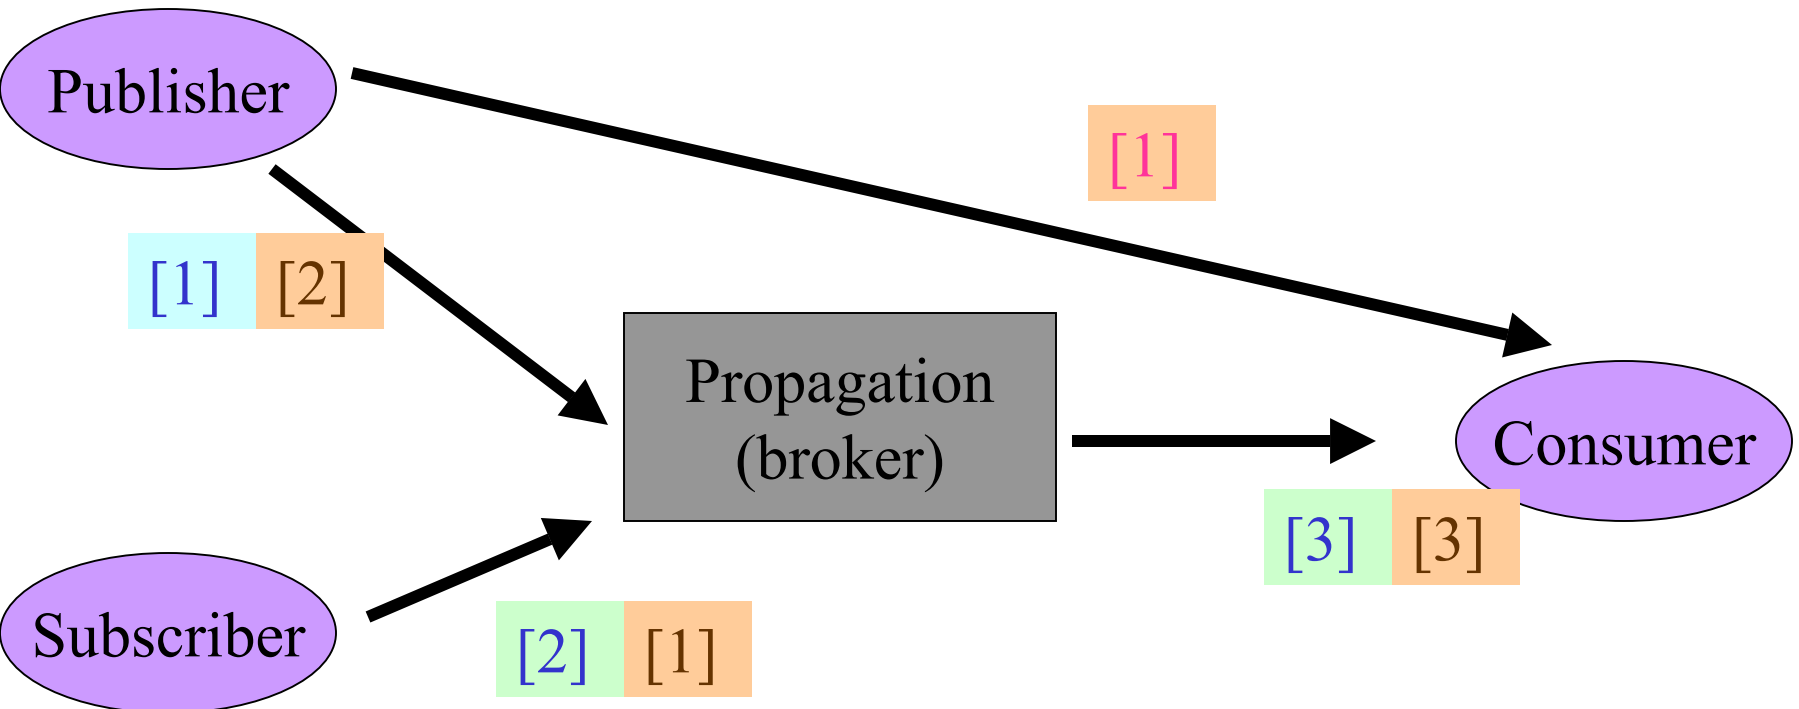 Publisher
[1]
[1] [2]
Propagation
(broker)
Consumer
[3] [3]
Subscriber
[2] [1]